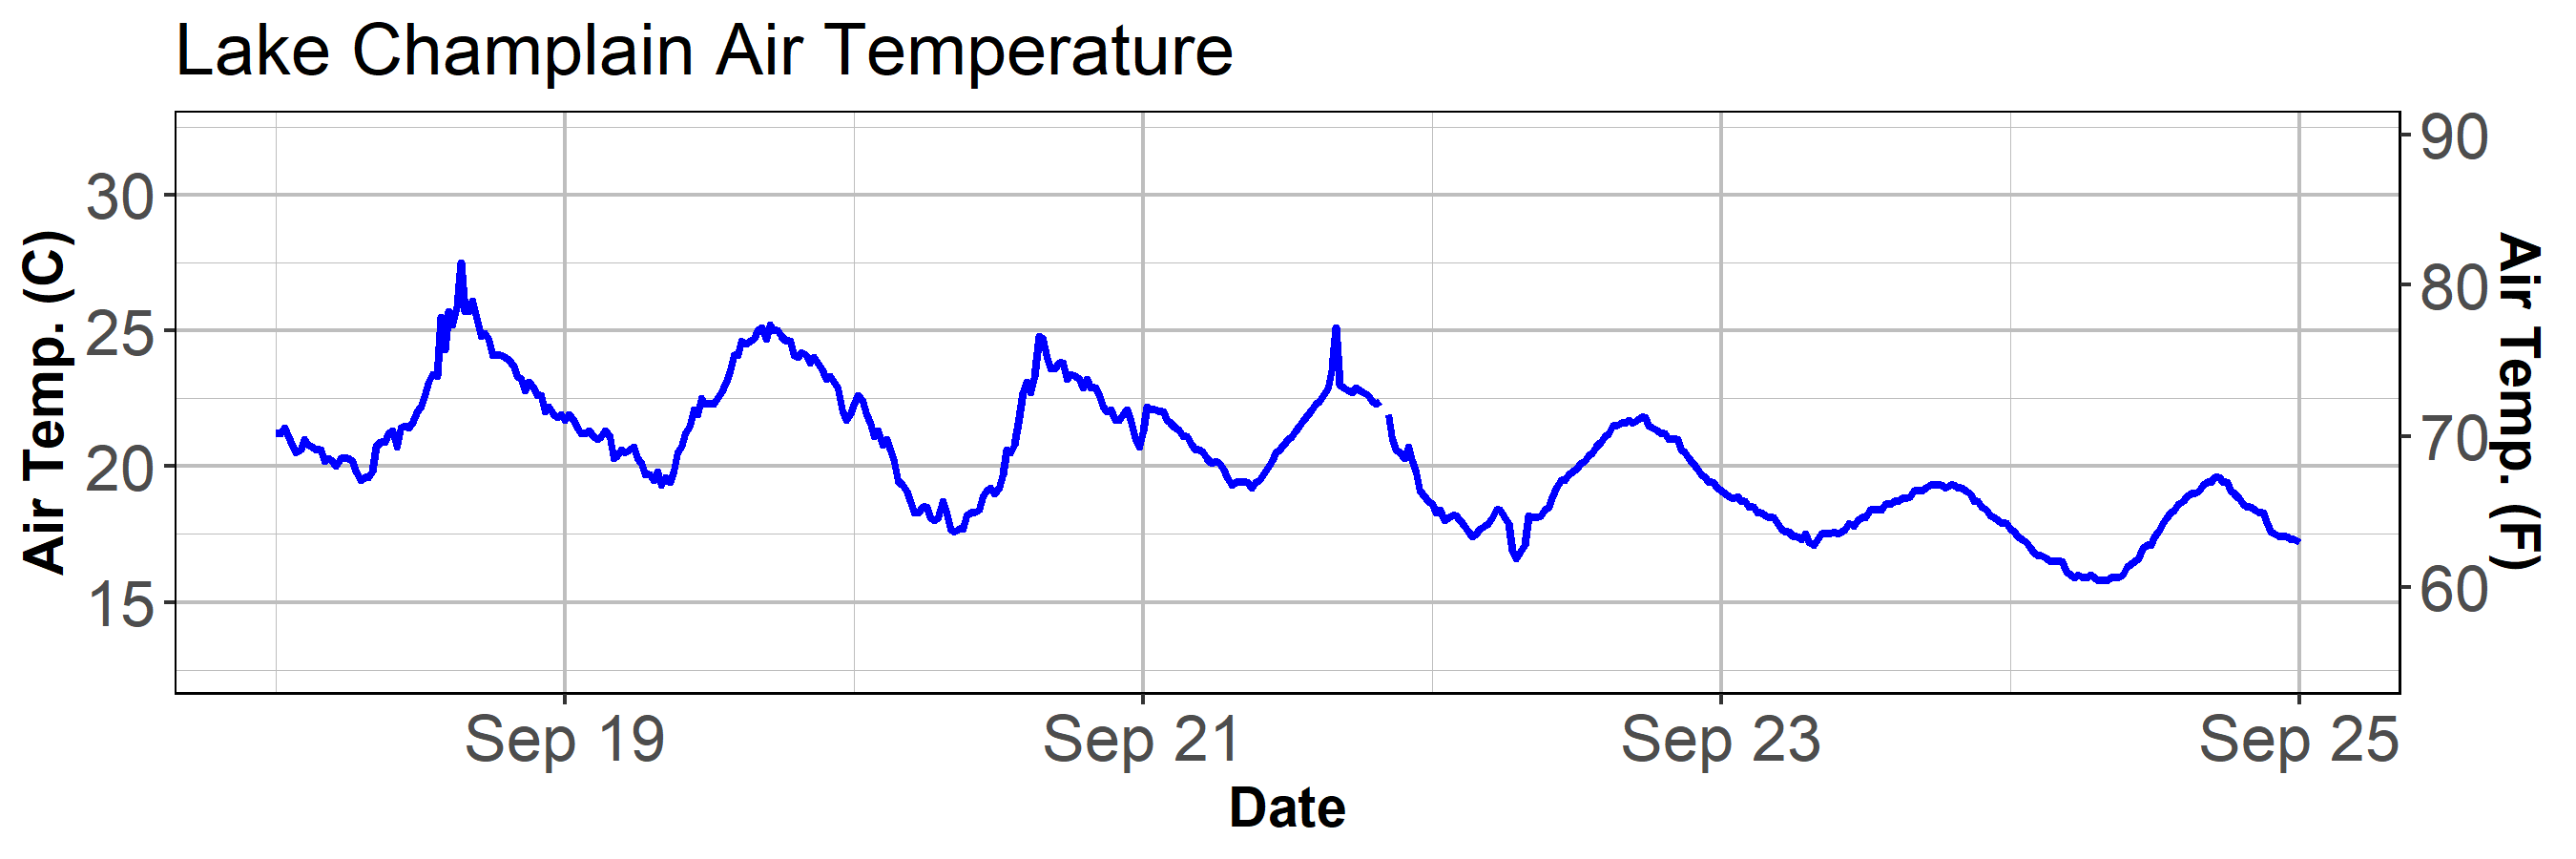 Lake Champlain Air Temperature
Air Temp. (C)
30
25
20
15
90
80
70
60
Air Temp. (F)
Sep 19
Sep 21
Sep 23
Sep 25
Date